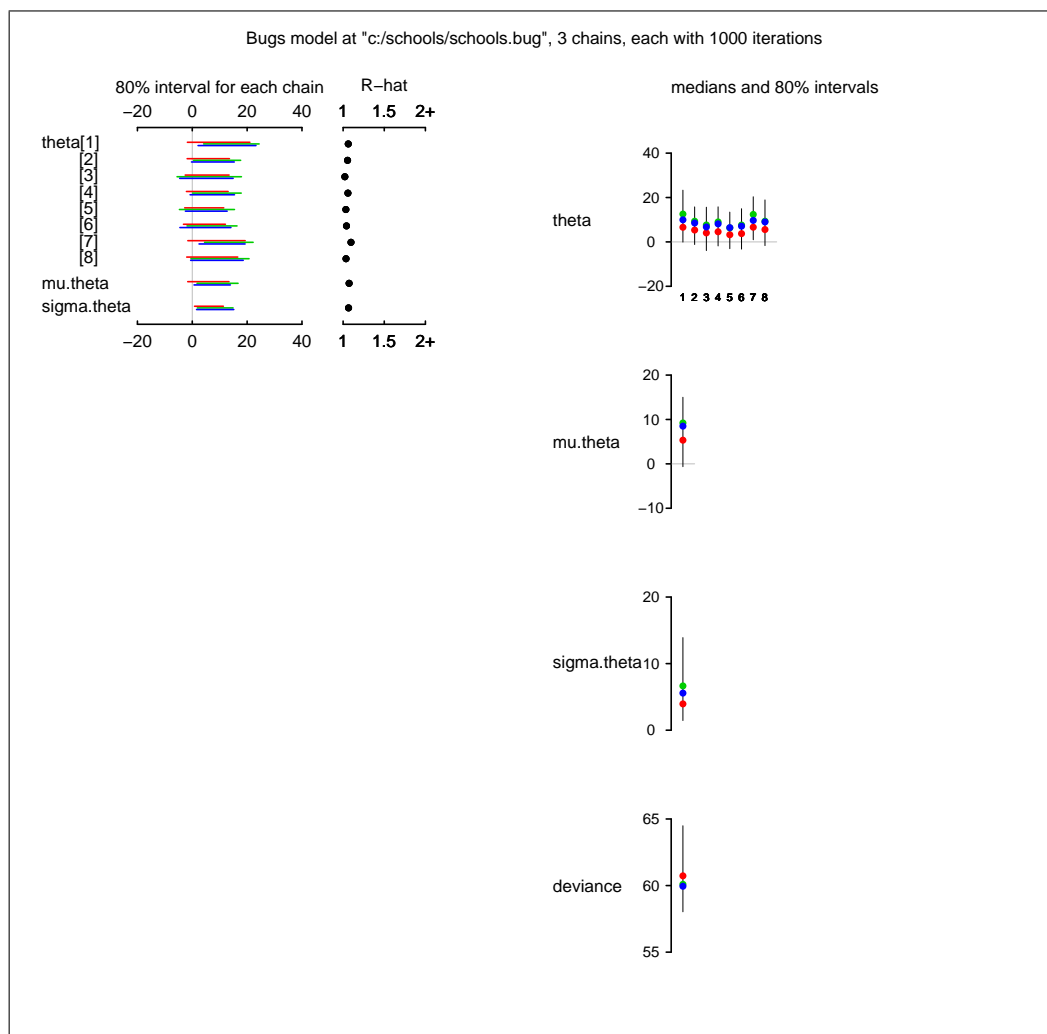 Bugs model at "c:/schools/schools.bug", 3 chains, each with 1000 iterations
80% interval for each chain
R−hat
−20 0 20 40
1 1.5 2+
theta[1]
[2]
[3]
[4]
[5]
[6]
[7]
[8]
mu.theta
sigma.theta
−20 0 20 40
1 1.5 2+
medians and 80% intervals
theta
40
20
0
−20
1 2 3 4 5 6 7 8
mu.theta
20
10
0
−10
sigma.theta
20
10
0
deviance
65
60
55